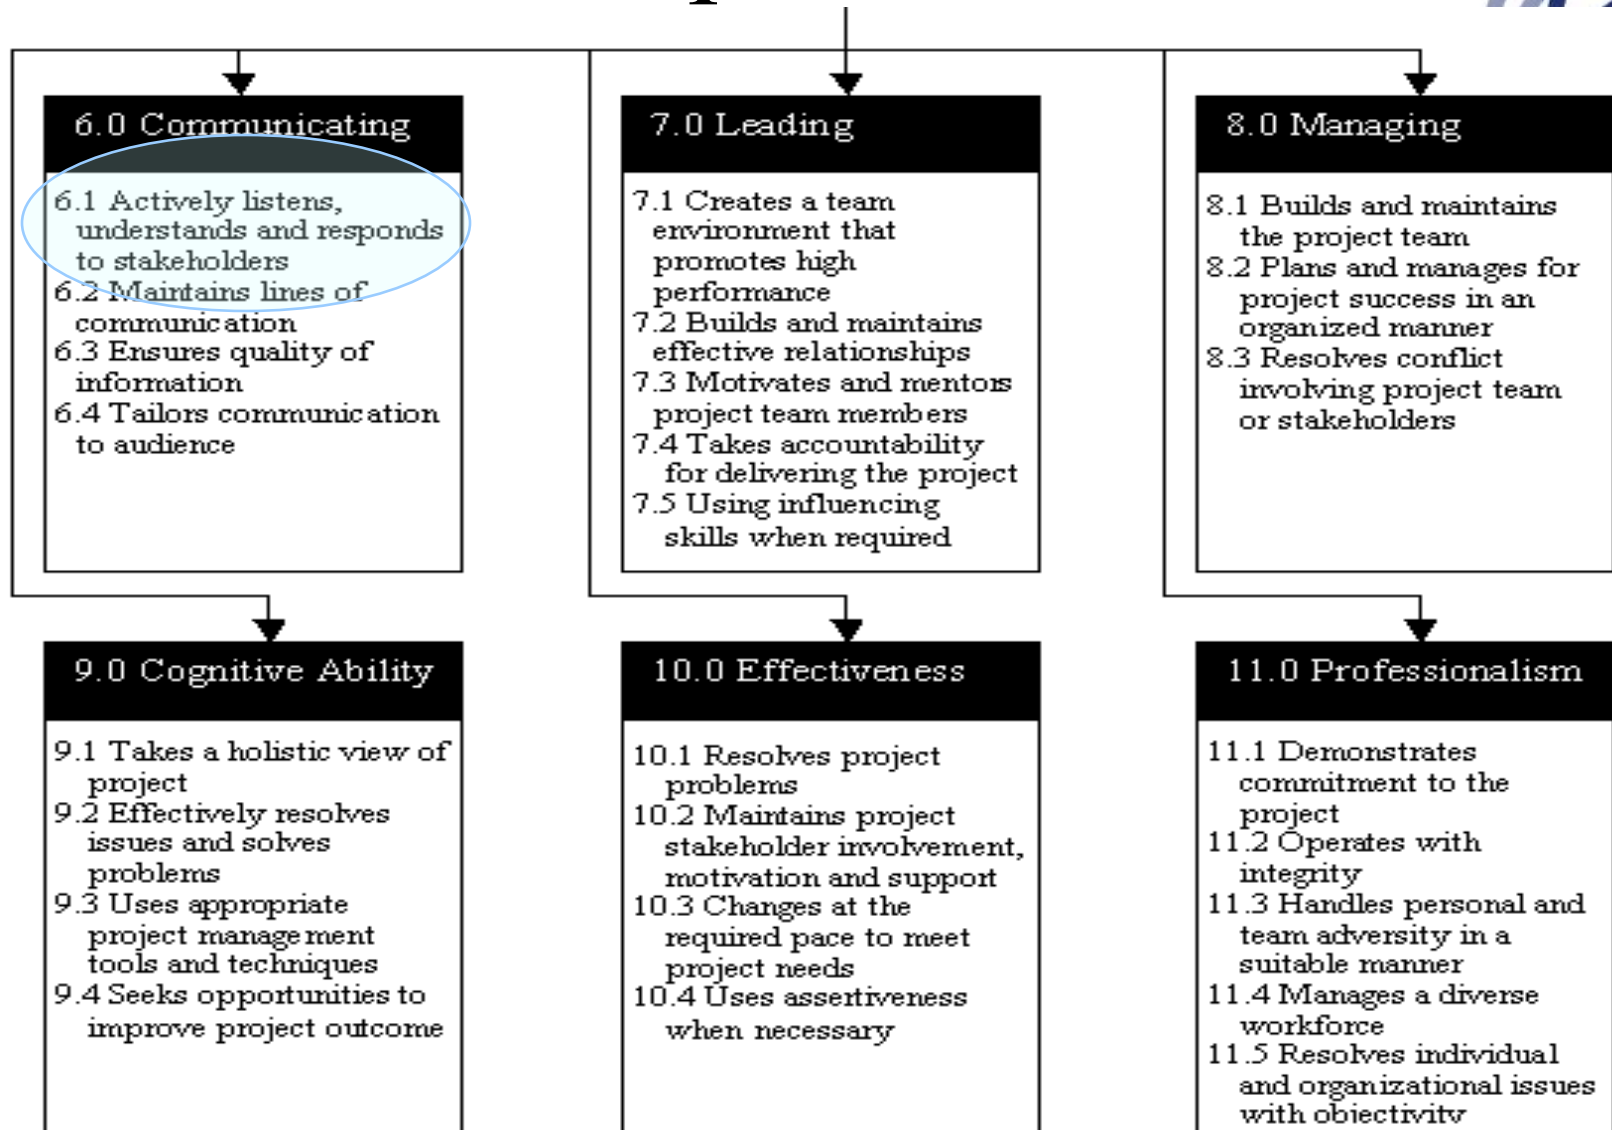 6.0 Communicating
6.1 Actively listens,
understands and responds
to stakeholders
6.2 Maintains lines of
communication
6.3 Ensures quality of
information
6.4 Tailors communication
to audience
7.0 Leading
7.1 Creates a team
environment that
promotes high
performance
7.2 Builds and maintains
effective relationships
7.3 Motivates and mentors
project team members
7.4 Takes accountability
for delivering the project
7.5 Using influencing
skills when required
8.0 Managing
8.1 Builds and maintains
the project team
8.2 Plans and manages for
project success in an
organized manner
8.3 Resolves conflict
involving project team
or stakeholders
9.0 Cognitive Ability
9.1 Takes a holistic view of
project
9.2 Effectively resolves
issues and solves
problems
9.3 Uses appropriate
project management
tools and techniques
9.4 Seeks opportunities to
improve project outcome
10.0 Effectiveness
10.1 Resolves project
problems
10.2 Maintains project
stakeholder involvement,
motivation and support
10.3 Changes at the
required pace to meet
project needs
10.4 Uses assertiveness
when necessary
11.0 Professionalism
11.1 Demonstrates
commitment to the
project
11.2 Operates with
integrity
11.3 Handles personal and
team adversity in a
suitable manner
11.4 Manages a diverse
workforce
11.5 Resolves individual
and organizational issues
with objectivity